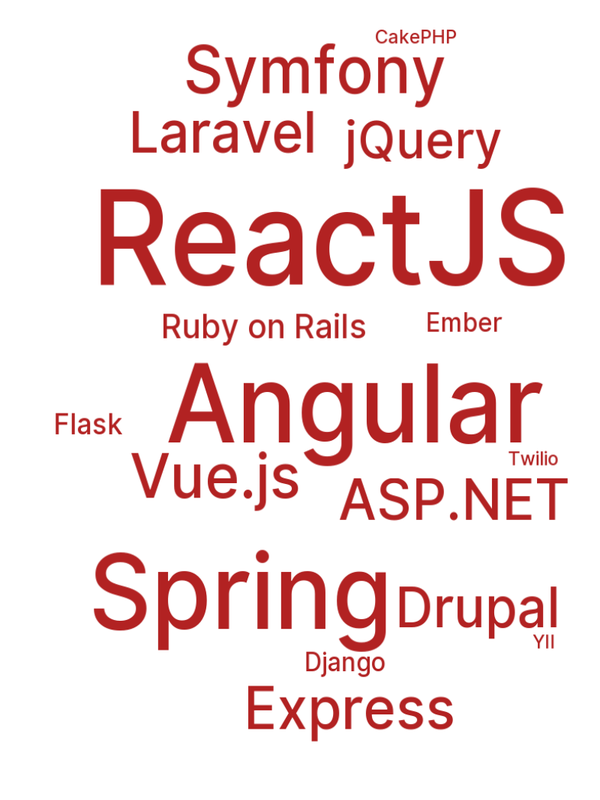 CakePHP
Symfony
Laravel
jQuery
ReactJS
Ruby on Rails
Ember
Angular
Flask
Vue.js
Twilio
ASP.NET
Spring
Drupal
YII
Django
Express